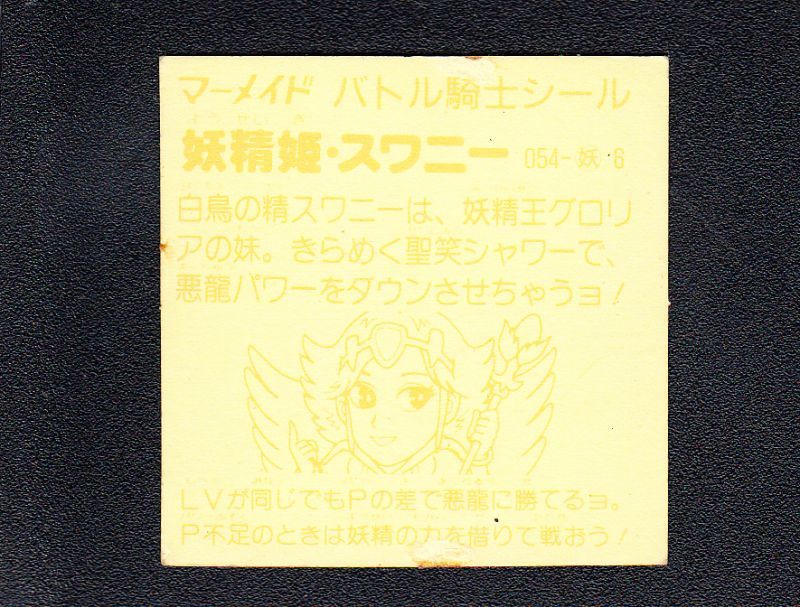 マーメイド バトル騎士シール
妖精姫・スワニー 054-妖 6
白鳥の精スワニーは、妖精王グロリ
アの妹。きらめく聖笑シャワーで、
悪龍パワーをダウンさせちゃうョ!
LVが同じでもPの差で悪龍に勝てるョ。
P不足のときは妖精の力を借りて戦おう!